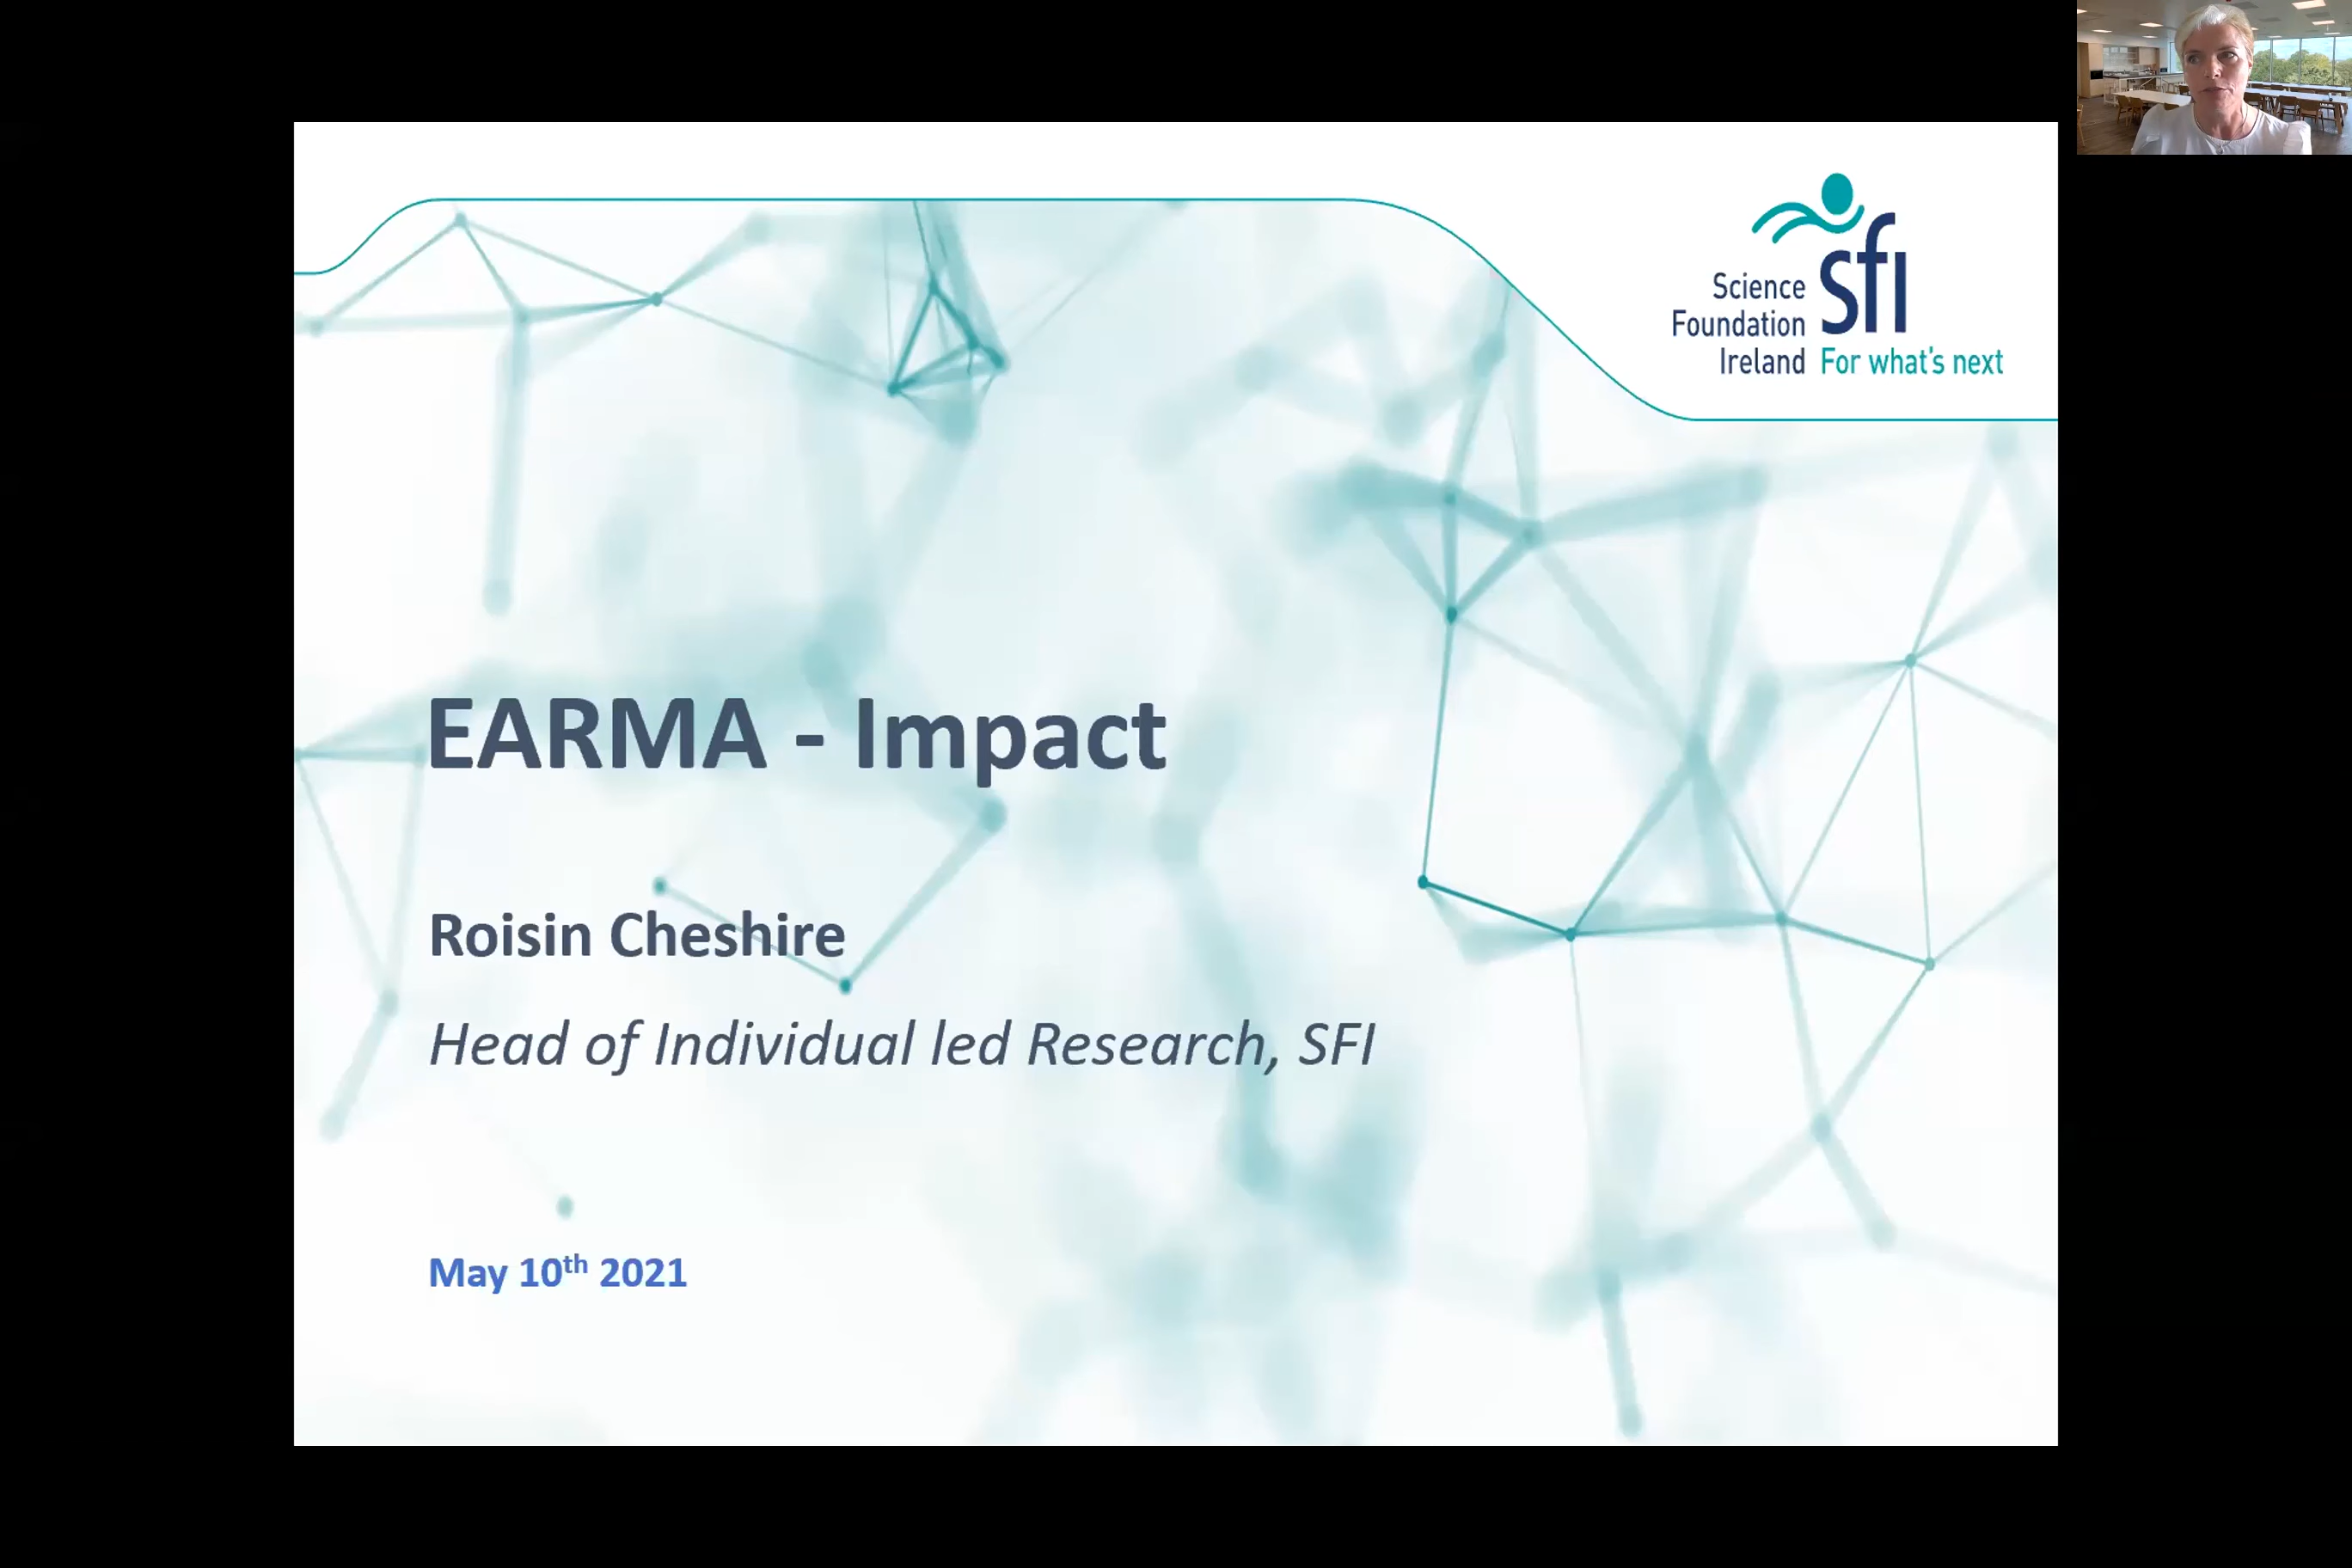 Science
Foundation
Ireland
sfi
For what's next
EARMA - Impact
Roisin Cheshire
Head of Individual led Research, SFI
May 10th 2021